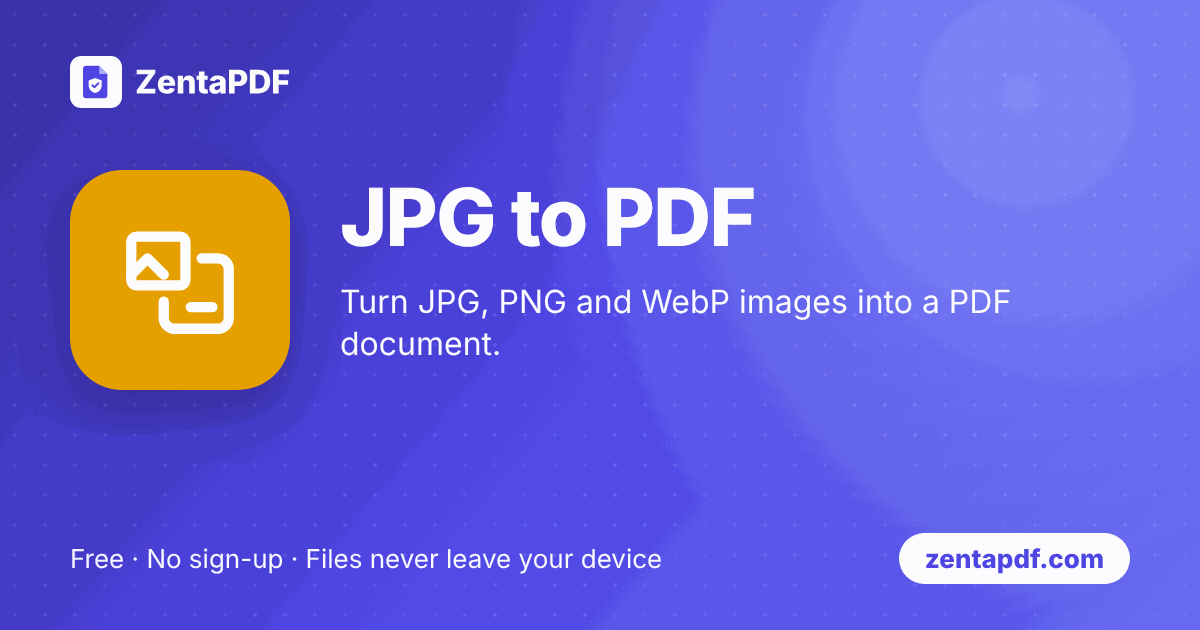 ZentaPDF
JPG to PDF
Turn JPG, PNG and WebP images into a PDF
document.
Free · No sign-up · Files never leave your device
zentapdf.com